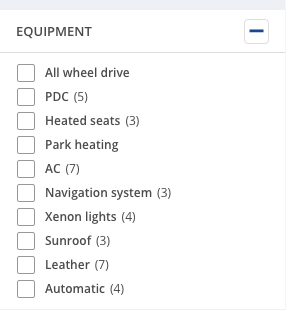 EQUIPMENT
All wheel drive
PDC (5)
Heated seats (3)
Park heating
AC (7)
Navigation system (3)
Xenon lights (4)
Sunroof (3)
Leather (7)
Automatic (4)